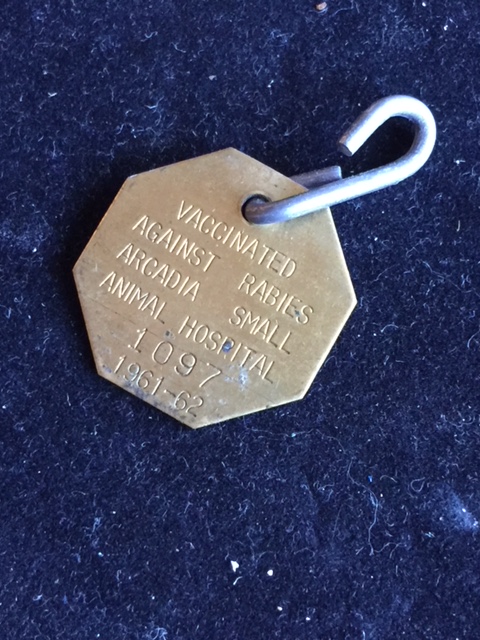 VACCINATED
AGAINST RABIES
ARCADIA SMALL
ANIMAL HOSPITAL
1097
1961-62